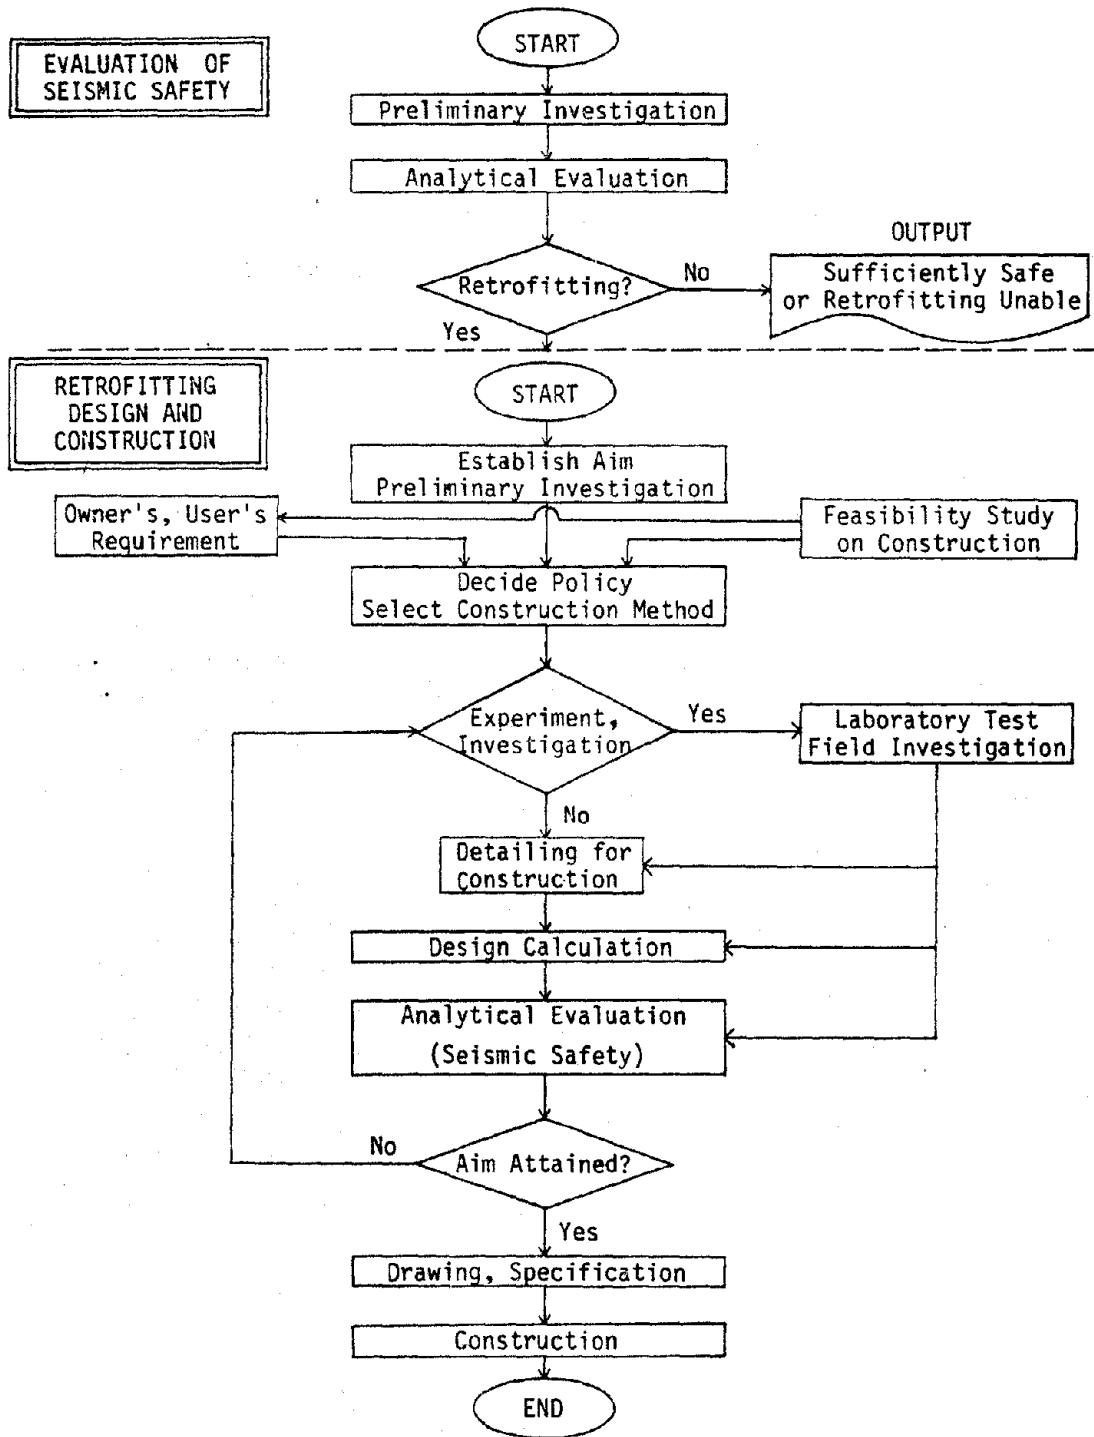 EVALUATION OF
SEISMIC SAFETY
START
Preliminary Investigation
Analytical Evaluation
Retrofitting?
No
OUTPUT
Sufficiently Safe
or Retrofitting Unable
Yes
RETROFITTING
DESIGN AND
CONSTRUCTION
START
Establish Aim
Preliminary Investigation
Owner's, User's
Requirement
Feasibility Study
on Construction
Decide Policy
Select Construction Method
Experiment,
Investigation
Yes
Laboratory Test
Field Investigation
No
Detailing for
Construction
Design Calculation
Analytical Evaluation
(Seismic Safety)
No
Aim Attained?
Yes
Drawing, Specification
Construction
END